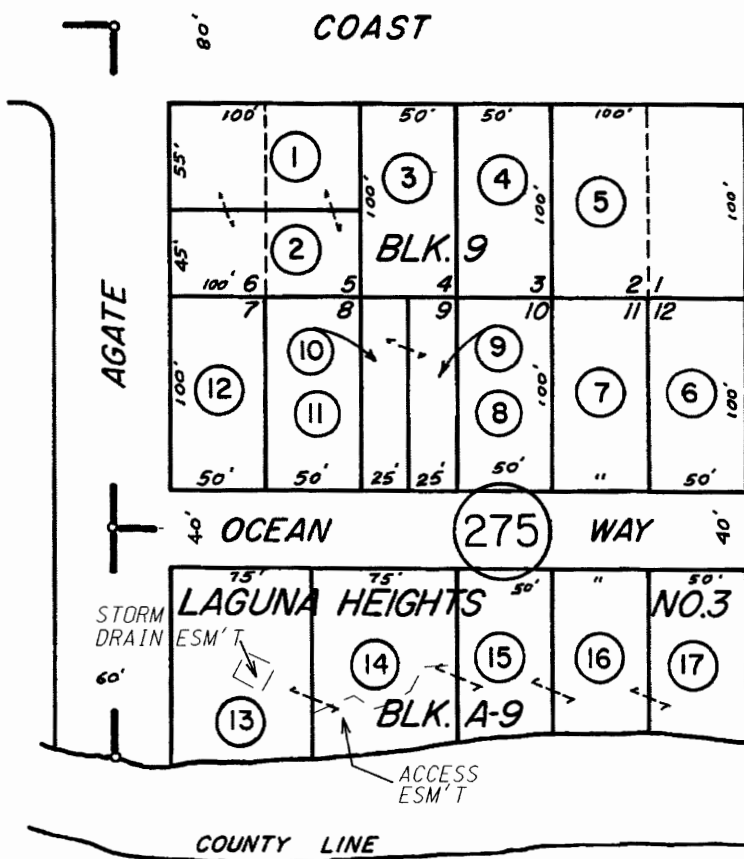 80' COAST
100' 50' 50' 100'
55' 1 3 4 5
100' 100' 100'
45' 2 BLK. 9
100' 6 5 4 3 2 1
AGATE
7 8 9 10 11 12
10 9
12 11 8 7 6
100' 100' 100'
50' 50' 25' 25' 50' " 50'
40' OCEAN 275 WAY 40'
75' 75' 50' " 50'
LAGUNA HEIGHTS NO.3
STORM
DRAIN ESM'T
60' 14 15 16 17
13 BLK. A-9
ACCESS
ESM'T
COUNTY LINE